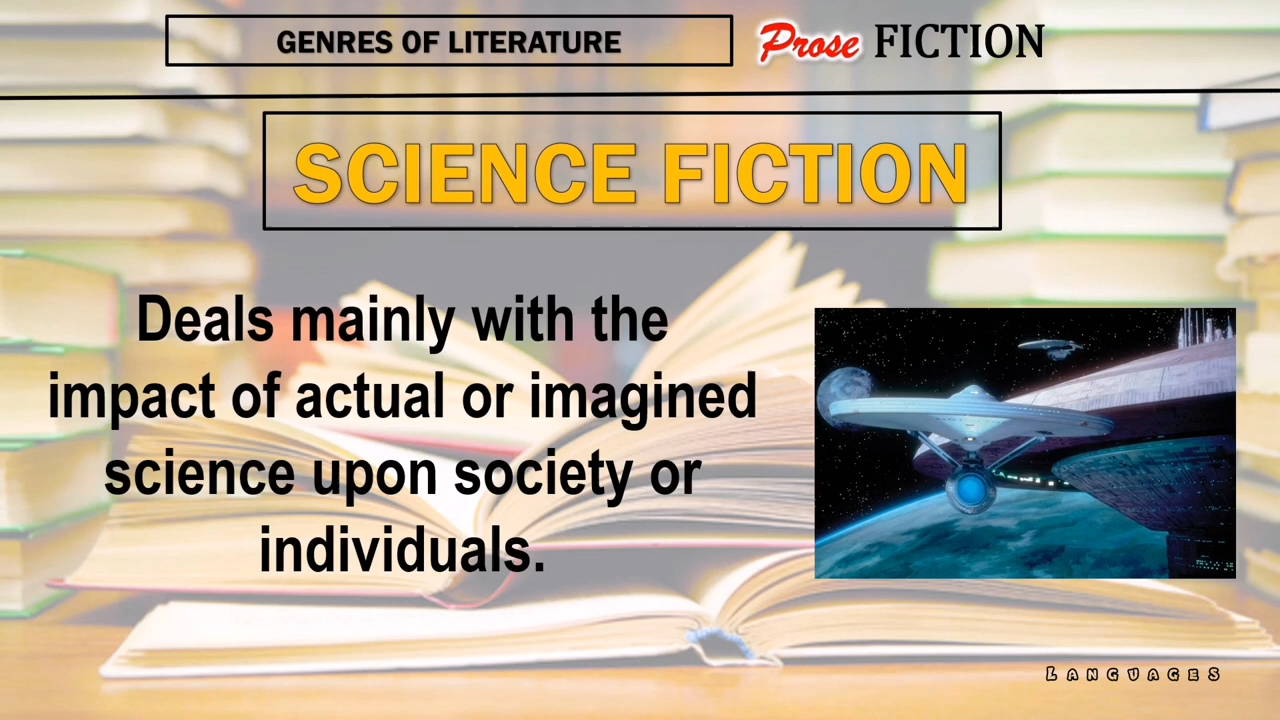 GENRES OF LITERATURE
Prose FICTION
SCIENCE FICTION
Deals mainly with the
impact of actual or imagined
science upon society or
individuals.
LANGUAGES